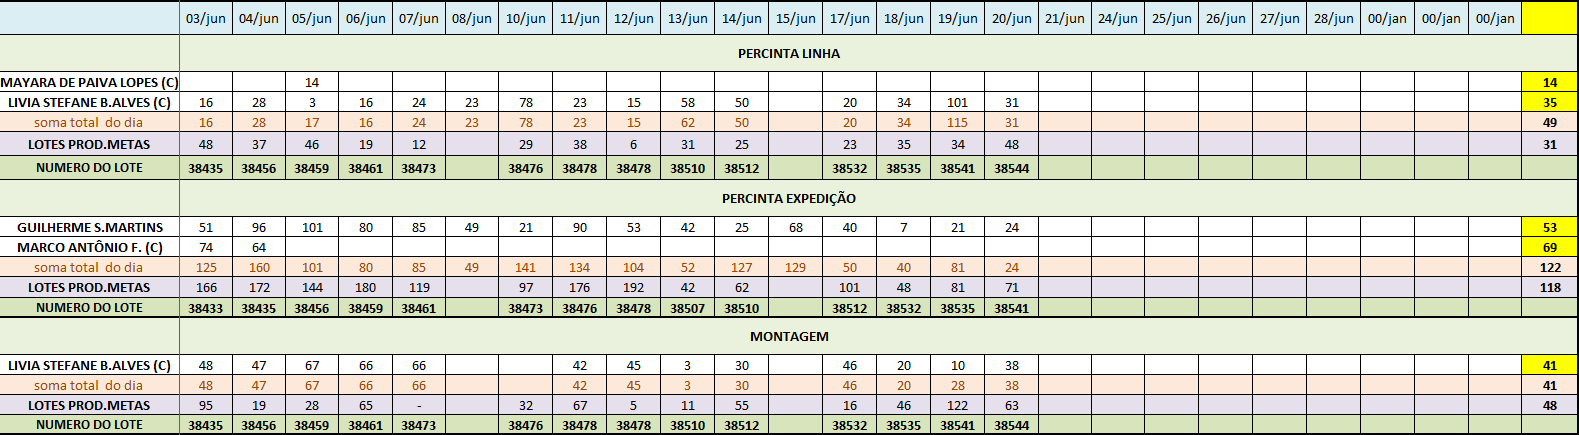 03/jun 04/jun 05/jun 06/jun 07/jun 08/jun 10/jun 11/jun 12/jun 13/jun 14/jun 15/jun 17/jun 18/jun 19/jun 20/jun 21/jun 24/jun 25/jun 26/jun 27/jun 28/jun 00/jan 00/jan 00/jan
PERCINTA LINHA
MAYARA DE PAIVA LOPES (C) 14 14
LIVIA STEFANE B.ALVES (C) 16 28 3 16 24 23 78 23 15 58 50 20 34 101 31 35
soma total do dia 16 28 17 16 24 23 78 23 15 62 50 20 34 115 31 49
LOTES PROD.METAS 48 37 46 19 12 29 38 6 31 25 23 35 34 48 31
NUMERO DO LOTE 38435 38456 38459 38461 38473 38476 38478 38478 38510 38512 38532 38535 38541 38544
PERCINTA EXPEDIÇÃO
GUILHERME S.MARTINS 51 96 101 80 85 49 21 90 53 42 25 68 40 7 21 24 53
MARCO ANTÔNIO F. (C) 74 64 69
soma total do dia 125 160 101 80 85 49 141 134 104 52 127 129 50 40 81 24 122
LOTES PROD.METAS 166 172 144 180 119 97 176 192 42 62 101 48 81 71 118
NUMERO DO LOTE 38433 38435 38456 38459 38461 38473 38476 38478 38507 38510 38512 38532 38535 38541
MONTAGEM
LIVIA STEFANE B.ALVES (C) 48 47 67 66 66 42 45 3 30 46 20 10 38 41
soma total do dia 48 47 67 66 66 42 45 3 30 46 20 28 38 41
LOTES PROD.METAS 95 19 28 65 - 32 67 5 11 55 16 46 122 63 48
NUMERO DO LOTE 38435 38456 38459 38461 38473 38476 38478 38478 38510 38512 38532 38535 38541 38544